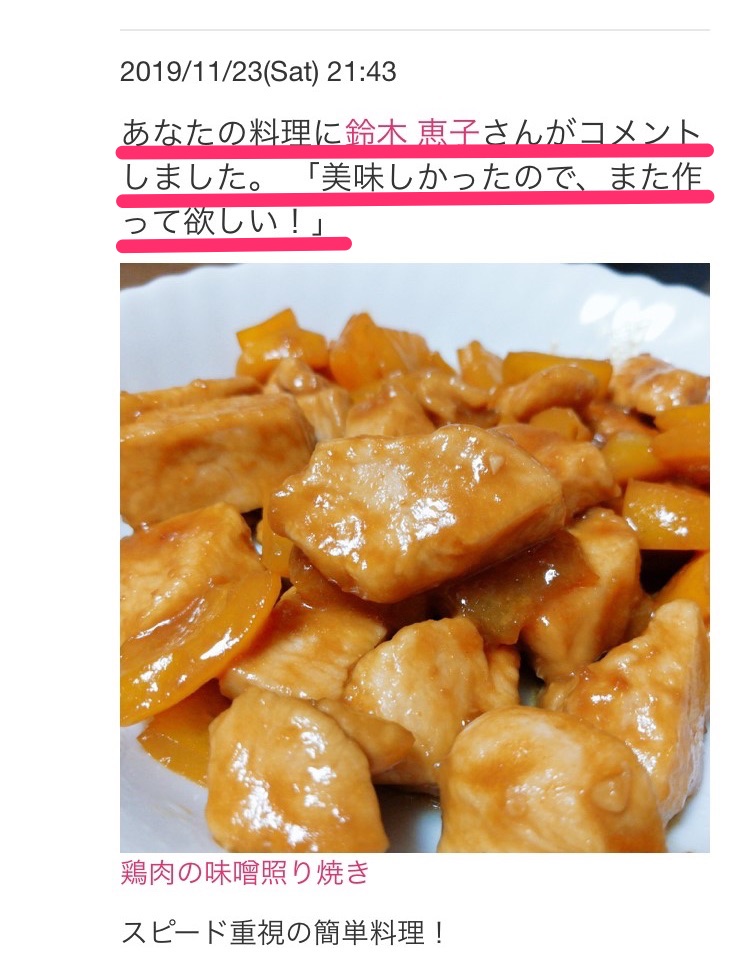 2019/11/23(Sat) 21:43
あなたの料理に鈴木 恵子さんがコメント
しました。 「美味しかったので、また作
って欲しい！」
鶏肉の味噌照り焼き
スピード重視の簡単料理！